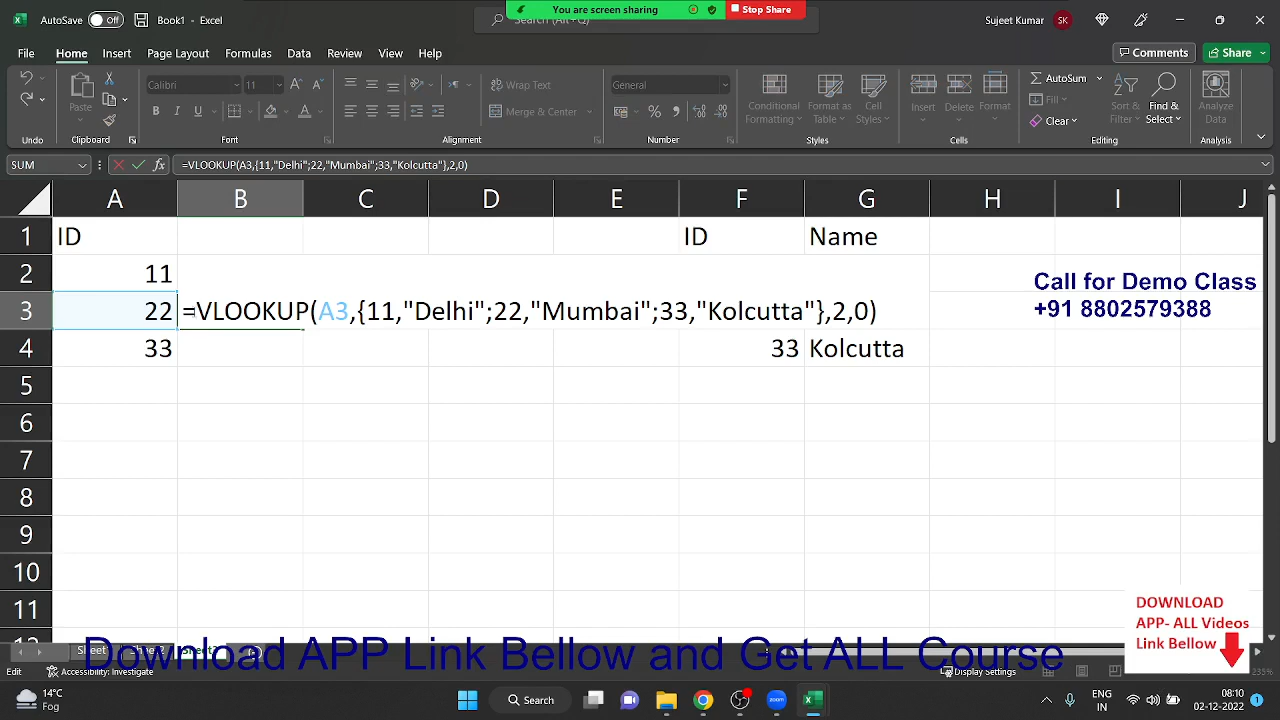 You are screen sharing
Stop Share
AutoSave
Off
Book1 - Excel
Search (Alt+Q)
Sujeet Kumar
SK
File
Home
Insert
Page Layout
Formulas
Data
Review
View
Help
Comments
Share
Paste
Calibri
11
Wrap Text
Merge & Center
General
Conditional
Formatting
Format as
Table
Cell
Styles
Insert
Delete
Format
AutoSum
Fill
Clear
Sort &
Filter
Find &
Select
Analyze
Data
Undo
Clipboard
Font
Alignment
Number
Styles
Cells
Editing
Analysis
SUM
=VLOOKUP(A3,{11,"Delhi";22,"Mumbai";33,"Kolcutta"},2,0)
A B C D E F G H I J
1 ID ID Name
2 11
3 22 =VLOOKUP(A3,{11,"Delhi";22,"Mumbai";33,"Kolcutta"},2,0)
4 33 33 Kolcutta
5
6
7
8
9
10
11
Call for Demo Class
+91 8802579388
DOWNLOAD
APP- ALL Videos
Link Bellow
Download APP Link Bellow and Get ALL Course
Edit
Accessibility: Investigate
Display Settings
235%
14°C
Fog
Search
zoom
ENG
IN
08:10
02-12-2022
1